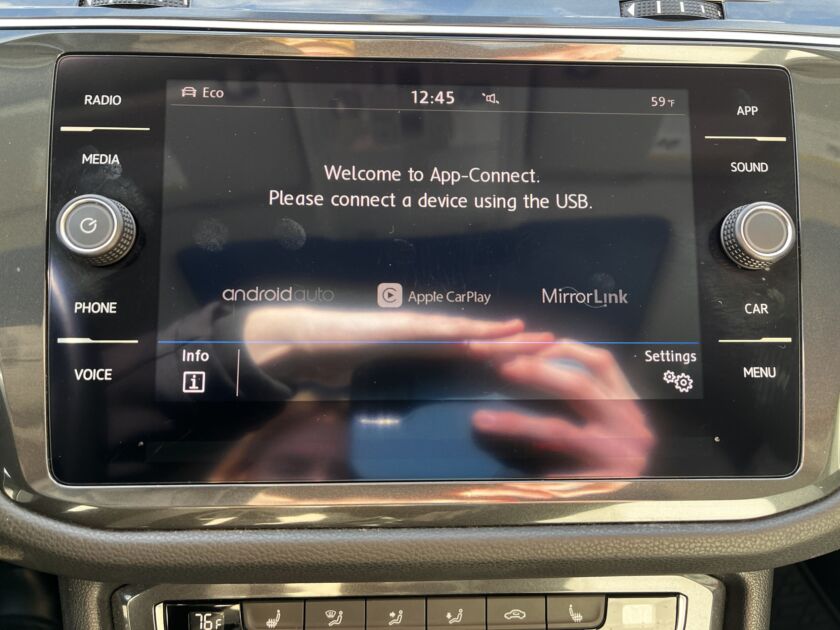 RADIO
MEDIA
PHONE
VOICE
Eco
12:45
59°F
Welcome to App-Connect.
Please connect a device using the USB.
androidauto
Apple CarPlay
MirrorLink
Info
Settings
APP
SOUND
CAR
MENU
76°F